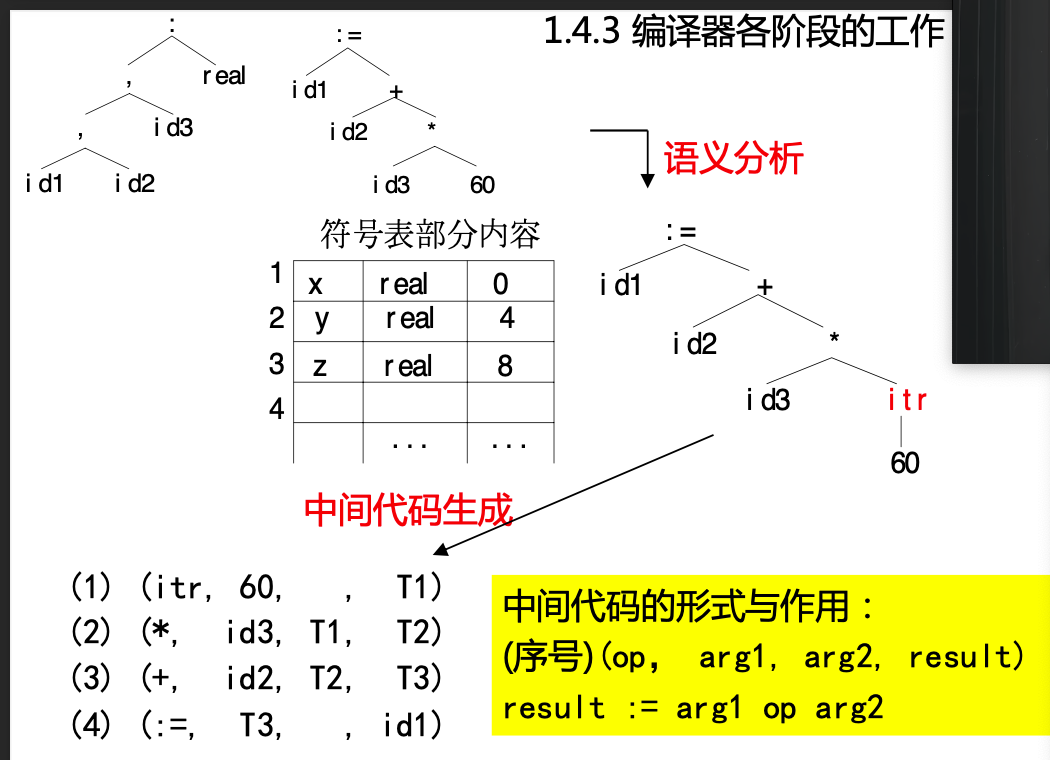 1.4.3 编译器各阶段的工作
:
, real
, id3
id1 id2
:=
id1 +
id2 *
id3 60
语义分析
符号表部分内容
1 x real 0
2 y real 4
3 z real 8
4
... ...
:=
id1 +
id2 *
id3 itr
60
中间代码生成
(1) (itr, 60, , T1)
(2) (*, id3, T1, T2)
(3) (+, id2, T2, T3)
(4) (:=, T3, , id1)
中间代码的形式与作用：
(序号)(op， arg1, arg2, result)
result := arg1 op arg2